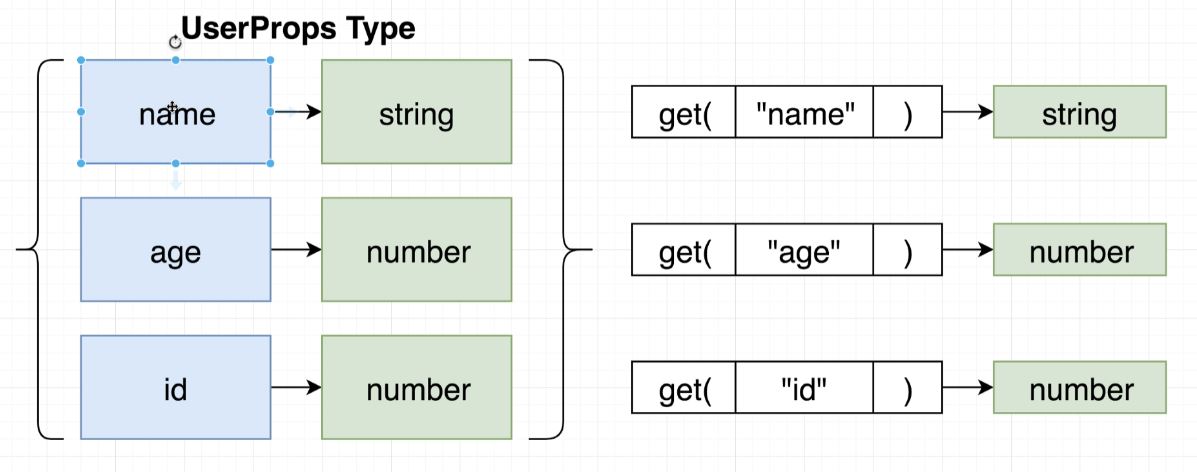 UserProps Type
name string
age number
id number
get( "name" ) string
get( "age" ) number
get( "id" ) number